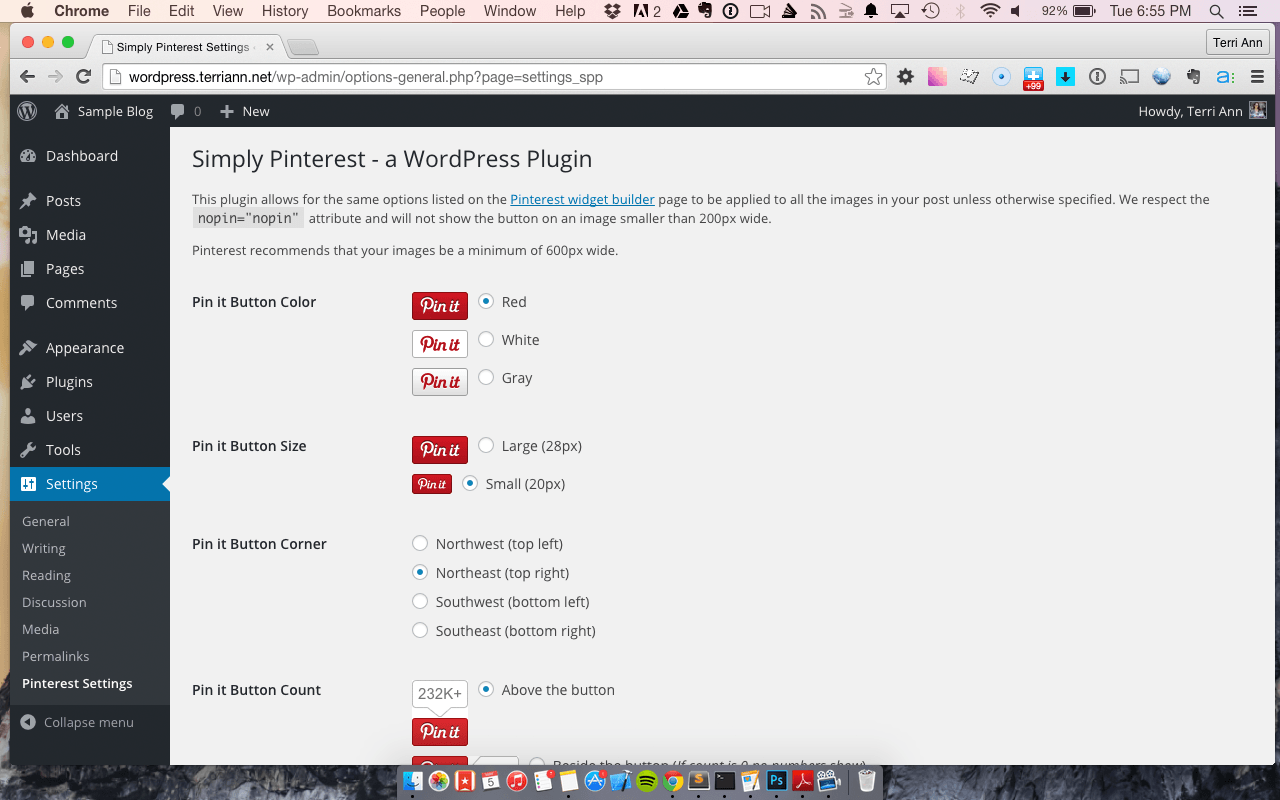 Chrome File Edit View History Bookmarks People Window Help 2 92% Tue 6:55 PM
Simply Pinterest Settings
Terri Ann
wordpress.terriann.net/wp-admin/options-general.php?page=settings_spp
+99
a:
Sample Blog 0 New Howdy, Terri Ann
Dashboard
Posts
Media
Pages
Comments
Appearance
Plugins
Users
Tools
Settings
General
Writing
Reading
Discussion
Media
Permalinks
Pinterest Settings
Collapse menu
Simply Pinterest - a WordPress Plugin
This plugin allows for the same options listed on the Pinterest widget builder page to be applied to all the images in your post unless otherwise specified. We respect the
nopin="nopin" attribute and will not show the button on an image smaller than 200px wide.
Pinterest recommends that your images be a minimum of 600px wide.
Pin it Button Color Pin it Red
Pin it White
Pin it Gray
Pin it Button Size Pin it Large (28px)
Pin it Small (20px)
Pin it Button Corner Northwest (top left)
Northeast (top right)
Southwest (bottom left)
Southeast (bottom right)
Pin it Button Count 232K+ Above the button
Pin it
Beside the button (if count is 0 no numbers show)
5
Ps